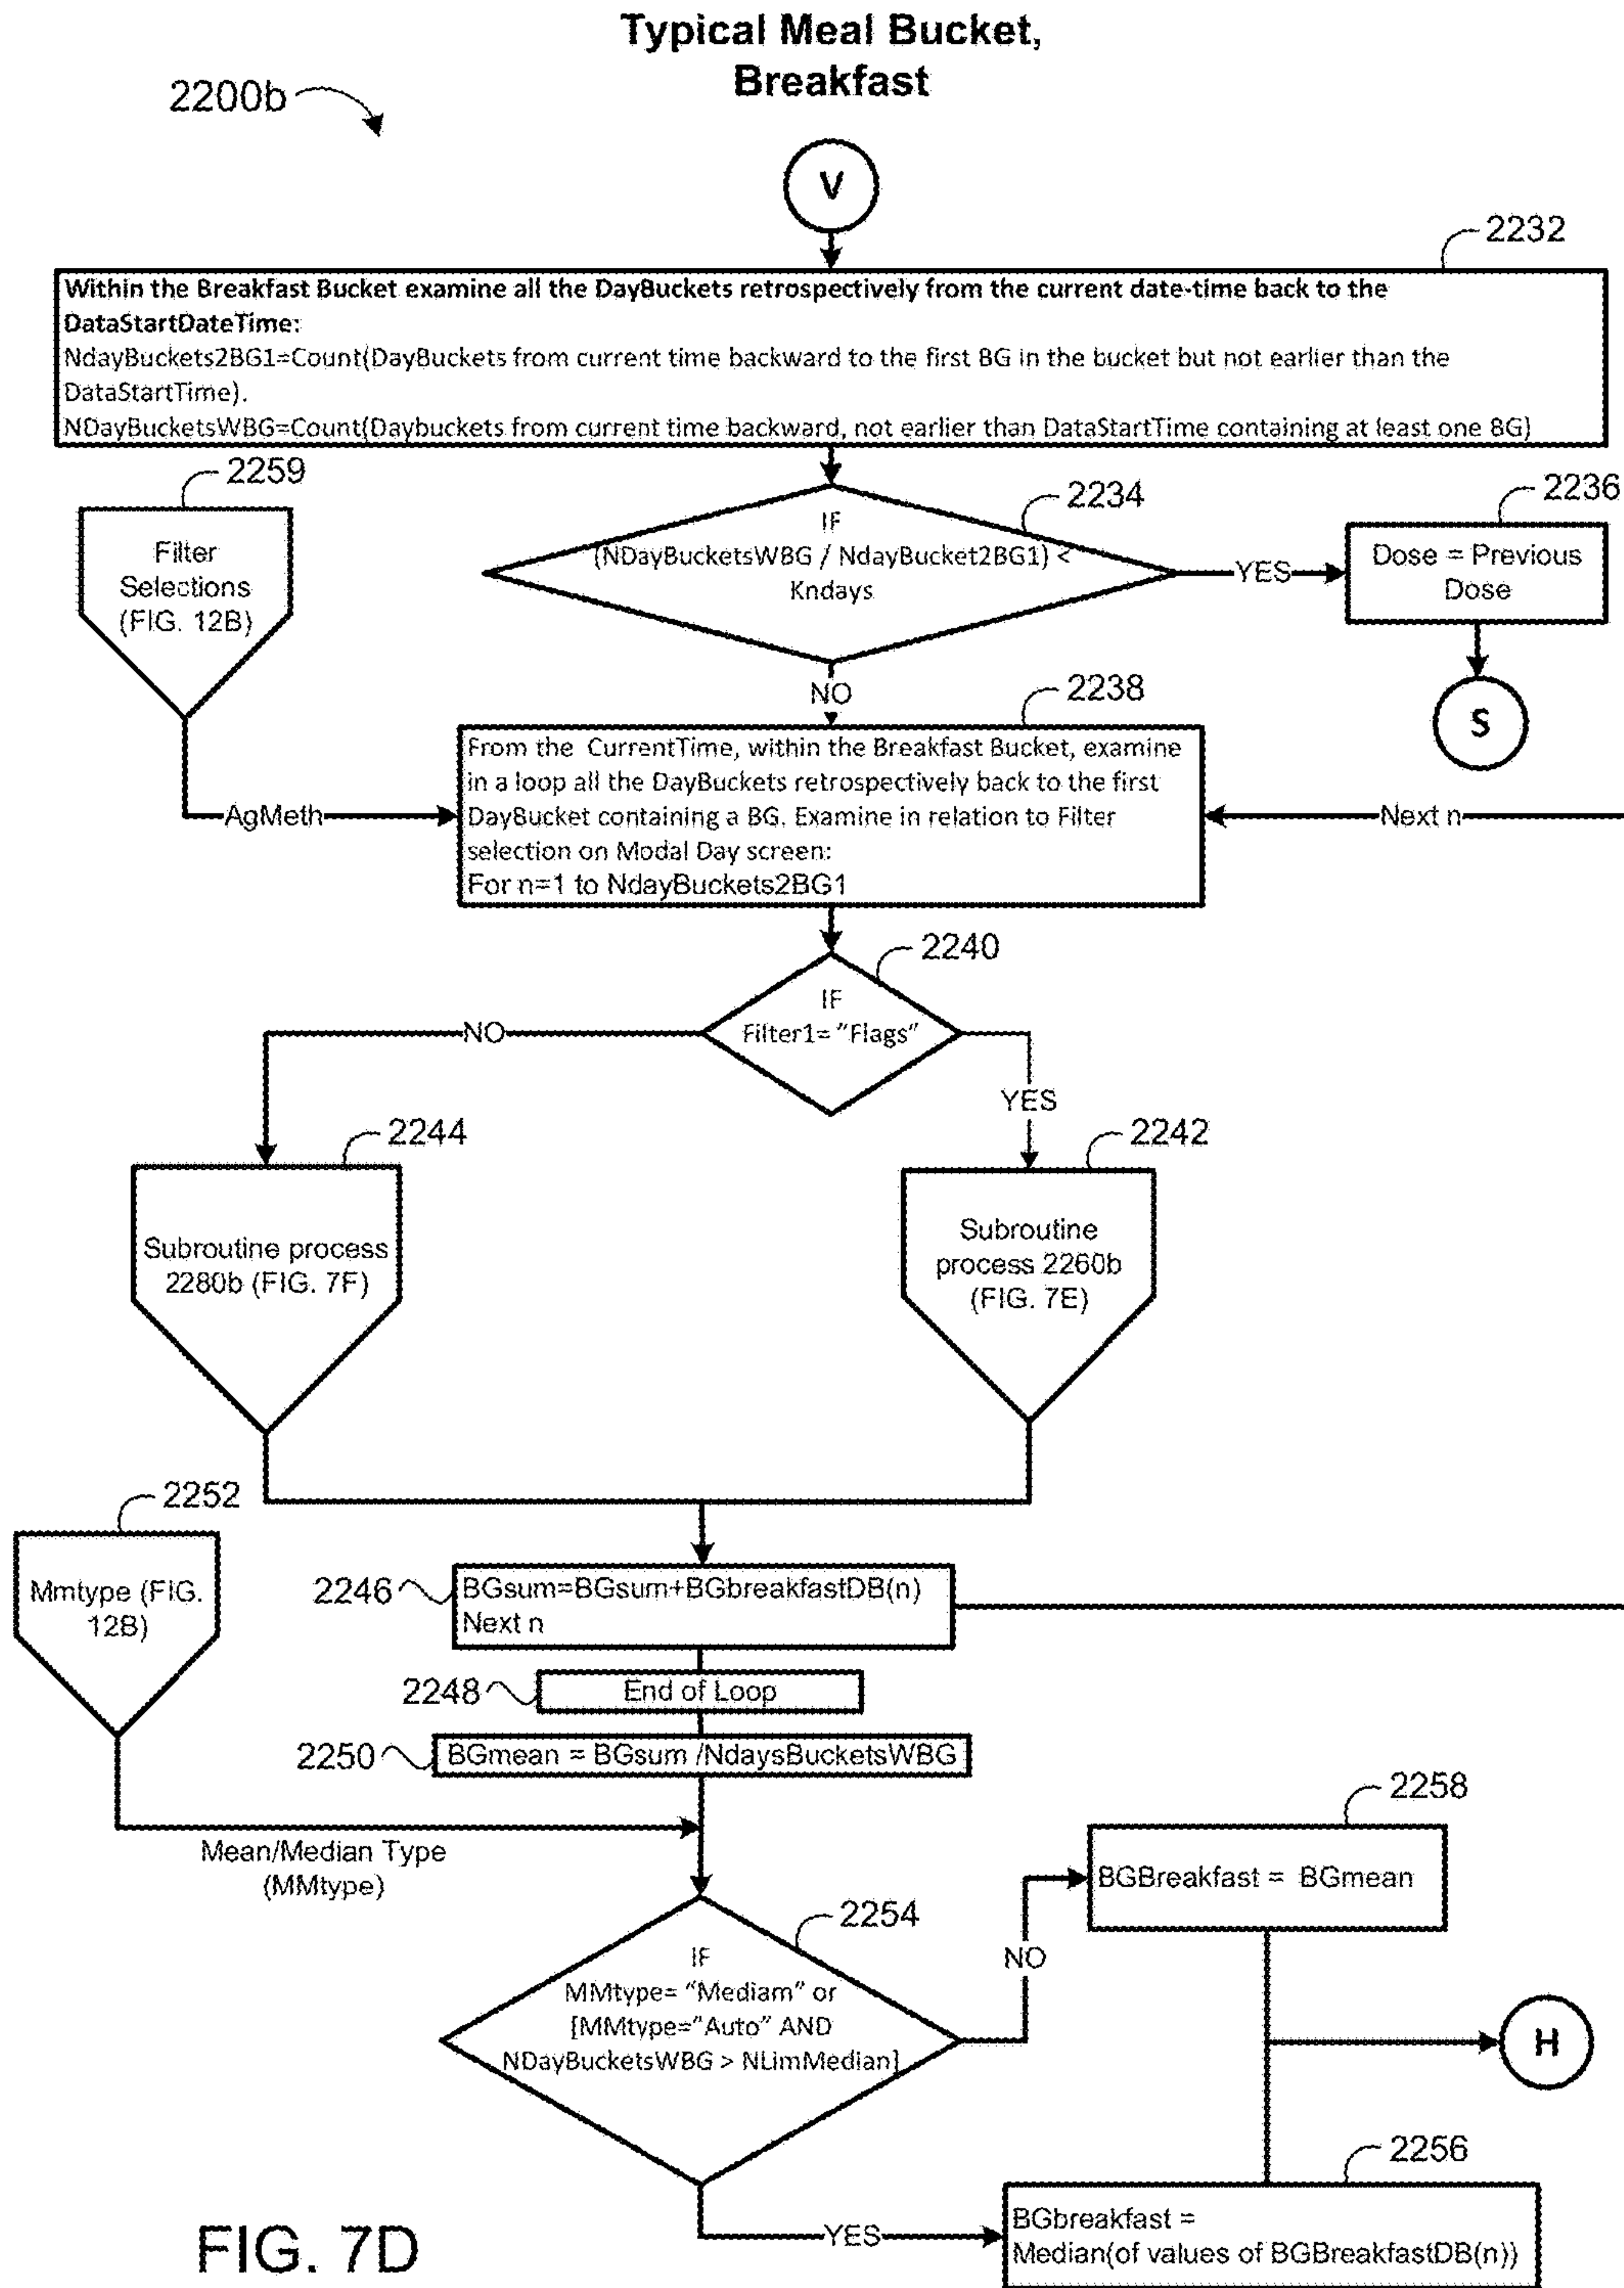 Typical Meal Bucket,
Breakfast
2200b
V
2232
Within the Breakfast Bucket examine all the DayBuckets retrospectively from the current date-time back to the
DataStartDateTime:
NdayBuckets2BG1=Count(DayBuckets from current time backward to the first BG in the bucket but not earlier than the
DataStartTime).
NDayBucketsWBG=Count(Daybuckets from current time backward, not earlier than DataStartTime containing at least one BG)
2259
Filter
Selections
(FIG. 12B)
2234
IF
(NDayBucketsWBG / NdayBucket2BG1) <
Kndays
YES
2236
Dose = Previous
Dose
S
NO
2238
From the CurrentTime, within the Breakfast Bucket, examine
in a loop all the DayBuckets retrospectively back to the first
DayBucket containing a BG. Examine in relation to Filter
selection on Modal Day screen:
For n=1 to NdayBuckets2BG1
AgMeth
Next n
2240
IF
Filter1= "Flags"
NO
YES
2244
Subroutine process
2280b (FIG. 7F)
2242
Subroutine
process 2260b
(FIG. 7E)
2252
Mmtype (FIG.
12B)
2246
BGsum=BGsum+BGbreakfastDB(n)
Next n
2248
End of Loop
2250
BGmean = BGsum /NdaysBucketsWBG
Mean/Median Type
(MMtype)
2258
BGBreakfast = BGmean
2254
IF
MMtype= "Mediam" or
[MMtype="Auto" AND
NDayBucketsWBG > NLimMedian]
NO
H
2256
YES
BGbreakfast =
Median(of values of BGBreakfastDB(n))
FIG. 7D